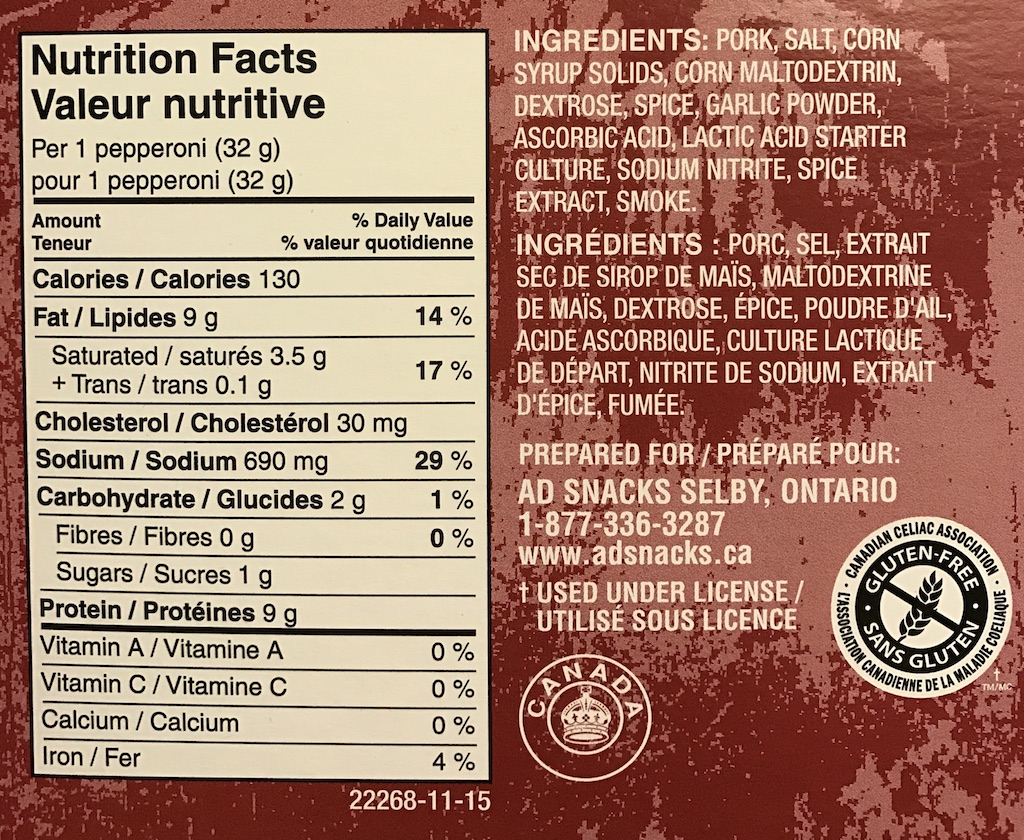 Nutrition Facts
Valeur nutritive
Per 1 pepperoni (32 g)
pour 1 pepperoni (32 g)
Amount % Daily Value
Teneur % valeur quotidienne
Calories / Calories 130
Fat / Lipides 9 g 14 %
Saturated / saturés 3.5 g
+ Trans / trans 0.1 g 17 %
Cholesterol / Cholestérol 30 mg
Sodium / Sodium 690 mg 29 %
Carbohydrate / Glucides 2 g 1 %
Fibres / Fibres 0 g 0 %
Sugars / Sucres 1 g
Protein / Protéines 9 g
Vitamin A / Vitamine A 0 %
Vitamin C / Vitamine C 0 %
Calcium / Calcium 0 %
Iron / Fer 4 %
22268-11-15
INGREDIENTS: PORK, SALT, CORN
SYRUP SOLIDS, CORN MALTODEXTRIN,
DEXTROSE, SPICE, GARLIC POWDER,
ASCORBIC ACID, LACTIC ACID STARTER
CULTURE, SODIUM NITRITE, SPICE
EXTRACT, SMOKE.
INGRÉDIENTS : PORC, SEL, EXTRAIT
SEC DE SIROP DE MAÏS, MALTODEXTRINE
DE MAÏS, DEXTROSE, ÉPICE, POUDRE D'AIL,
ACIDE ASCORBIQUE, CULTURE LACTIQUE
DE DÉPART, NITRITE DE SODIUM, EXTRAIT
D'ÉPICE, FUMÉE.
PREPARED FOR / PRÉPARÉ POUR:
AD SNACKS SELBY, ONTARIO
1-877-336-3287
www.adsnacks.ca
† USED UNDER LICENSE /
UTILISÉ SOUS LICENCE
CANADA
CANADIAN CELIAC ASSOCIATION
L'ASSOCIATION CANADIENNE DE LA MALADIE COELIAQUE
GLUTEN-FREE
SANS GLUTEN
†
TM/MC